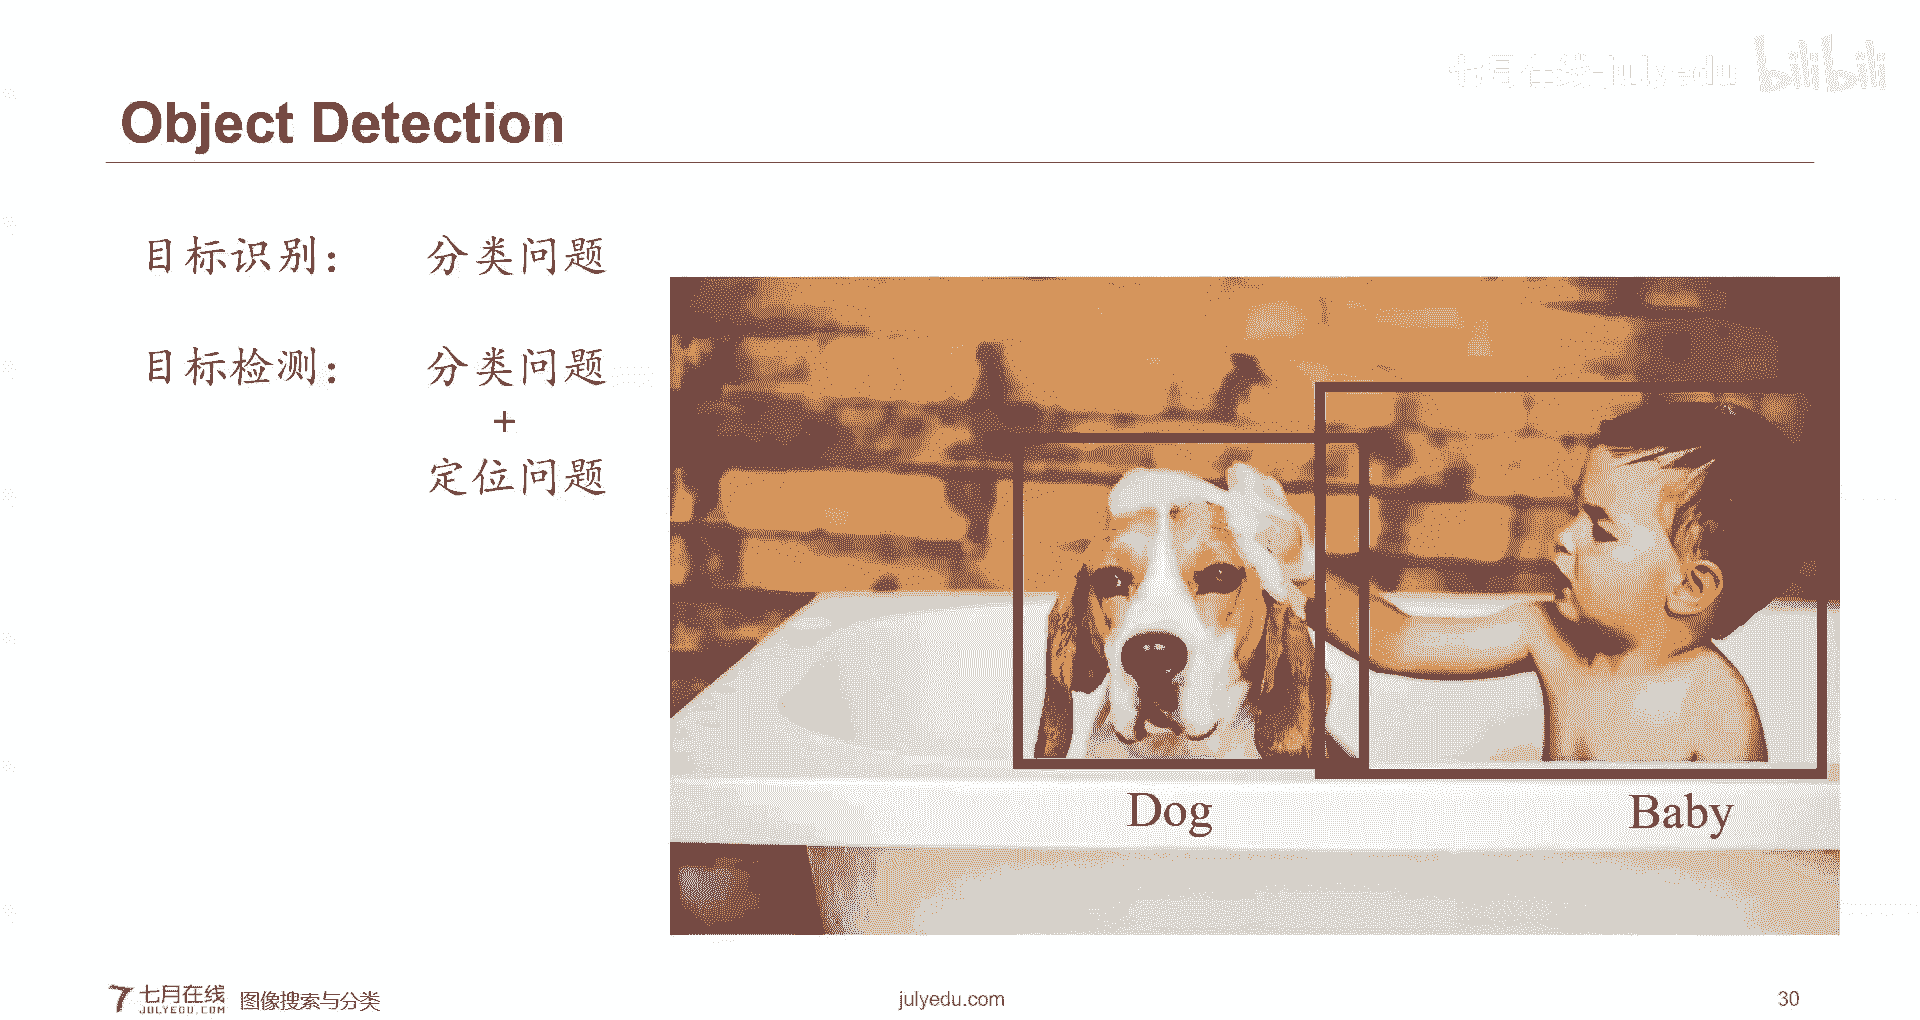 七月在线-julyedu bilibili
Object Detection
目标识别： 分类问题
目标检测： 分类问题
+
定位问题
Dog
Baby
七月在线
JULYEDU.COM
图像搜索与分类
julyedu.com
30